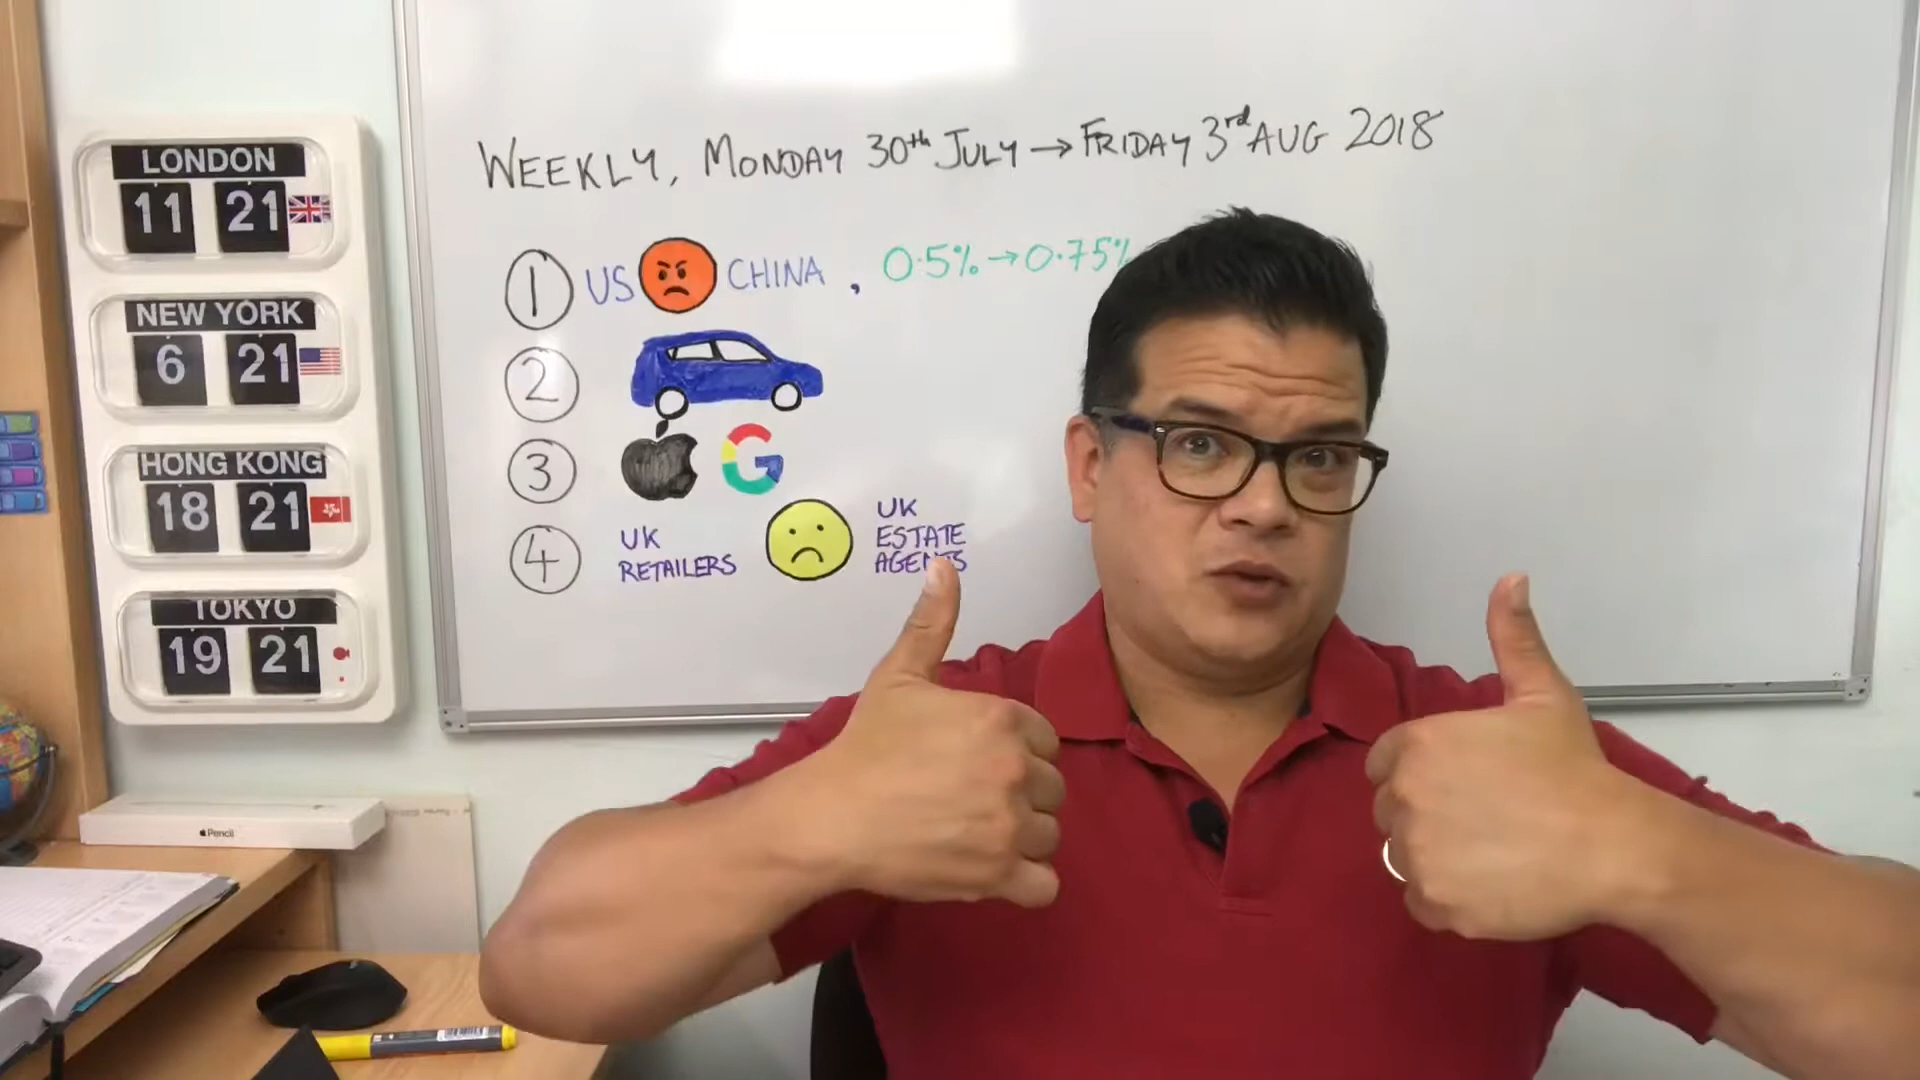 LONDON
11 21
NEW YORK
6 21
HONG KONG
18 21
TOKYO
19 21
Pencil
WEEKLY, MONDAY 30th JULY → FRIDAY 3rd AUG 2018
1 US CHINA, 0.5% → 0.75%
2
3 G
4 UK RETAILERS
UK
ESTATE
AGENTS